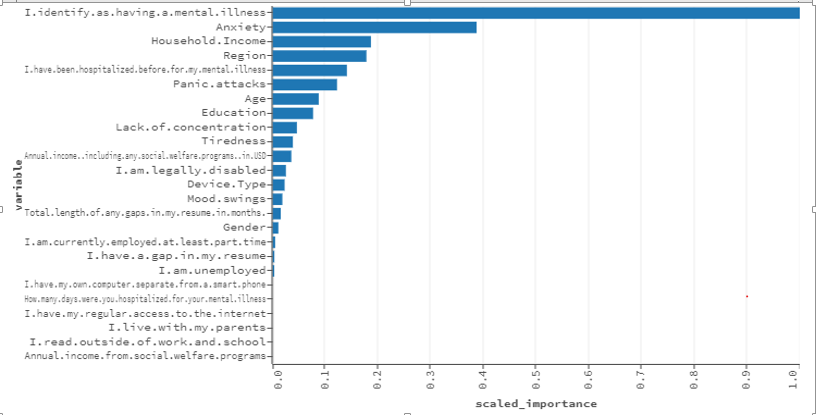 I.identify.as.having.a.mental.illness
Anxiety
Household.Income
Region
I.have.been.hospitalized.before.for.my.mental.illness
Panic.attacks
Age
Education
Lack.of.concentration
Tiredness
Annual.income..including.any.social.welfare.programs..in.USD
I.am.legally.disabled
Device.Type
Mood.swings
Total.length.of.any.gaps.in.my.resume.in.months.
Gender
I.am.currently.employed.at.least.part.time
I.have.a.gap.in.my.resume
I.am.unemployed
I.have.my.own.computer.separate.from.a.smart.phone
How.many.days.were.you.hospitalized.for.your.mental.illness
I.have.my.regular.access.to.the.internet
I.live.with.my.parents
I.read.outside.of.work.and.school
Annual.income.from.social.welfare.programs
variable
0.0 0.1 0.2 0.3 0.4 0.5 0.6 0.7 0.8 0.9 1.0
scaled_importance